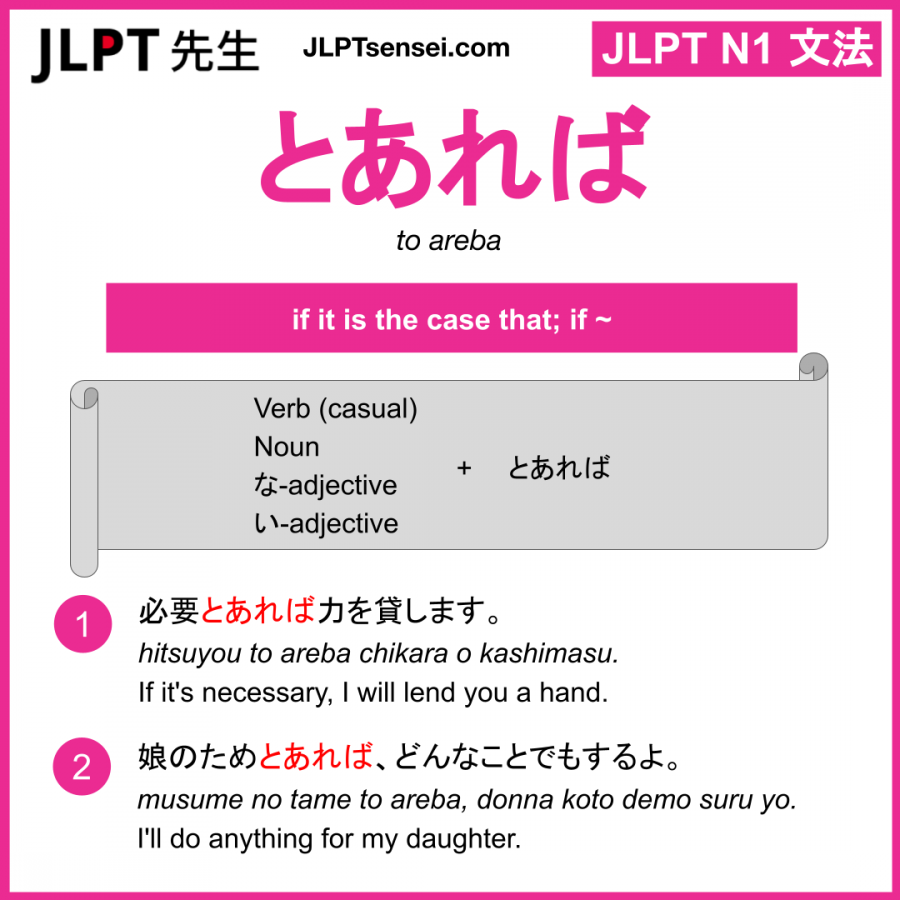 JLPT 先生
JLPTsensei.com
JLPT N1 文法
とあれば
to areba
if it is the case that; if ~
Verb (casual)
Noun
な-adjective
い-adjective
+ とあれば
1
必要とあれば力を貸します。
hitsuyou to areba chikara o kashimasu.
If it's necessary, I will lend you a hand.
2
娘のためとあれば、どんなことでもするよ。
musume no tame to areba, donna koto demo suru yo.
I'll do anything for my daughter.